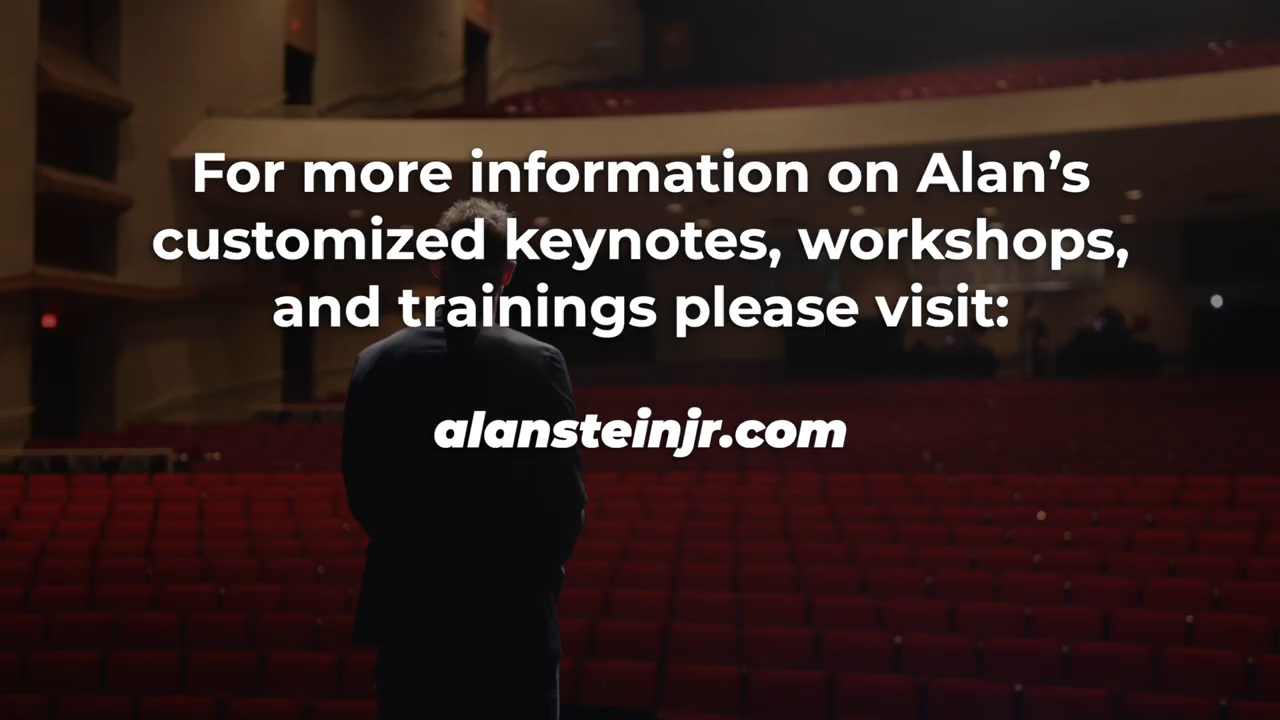 For more information on Alan’s
customized keynotes, workshops,
and trainings please visit:
alansteinjr.com